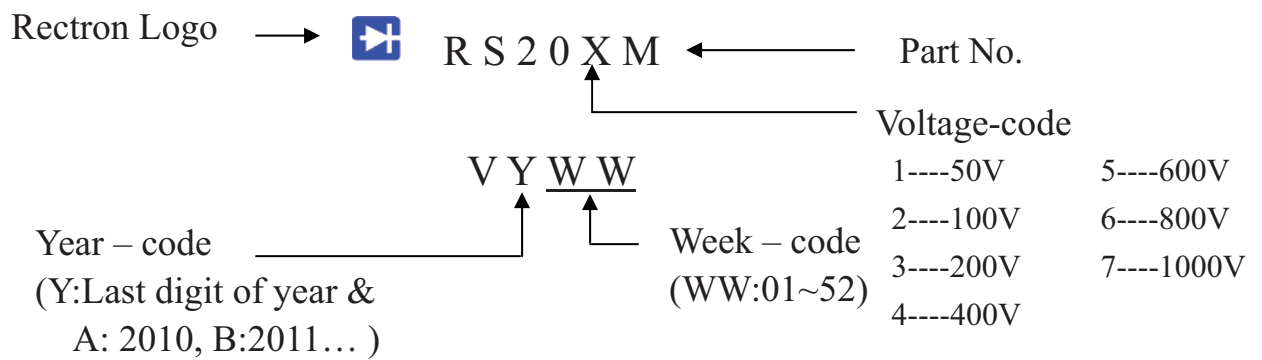 Rectron Logo
R S 2 0 X M
Part No.
Voltage-code
1----50V 5----600V
2----100V 6----800V
3----200V 7----1000V
4----400V
V Y W W
Year – code
(Y:Last digit of year &
A: 2010, B:2011… )
Week – code
(WW:01~52)